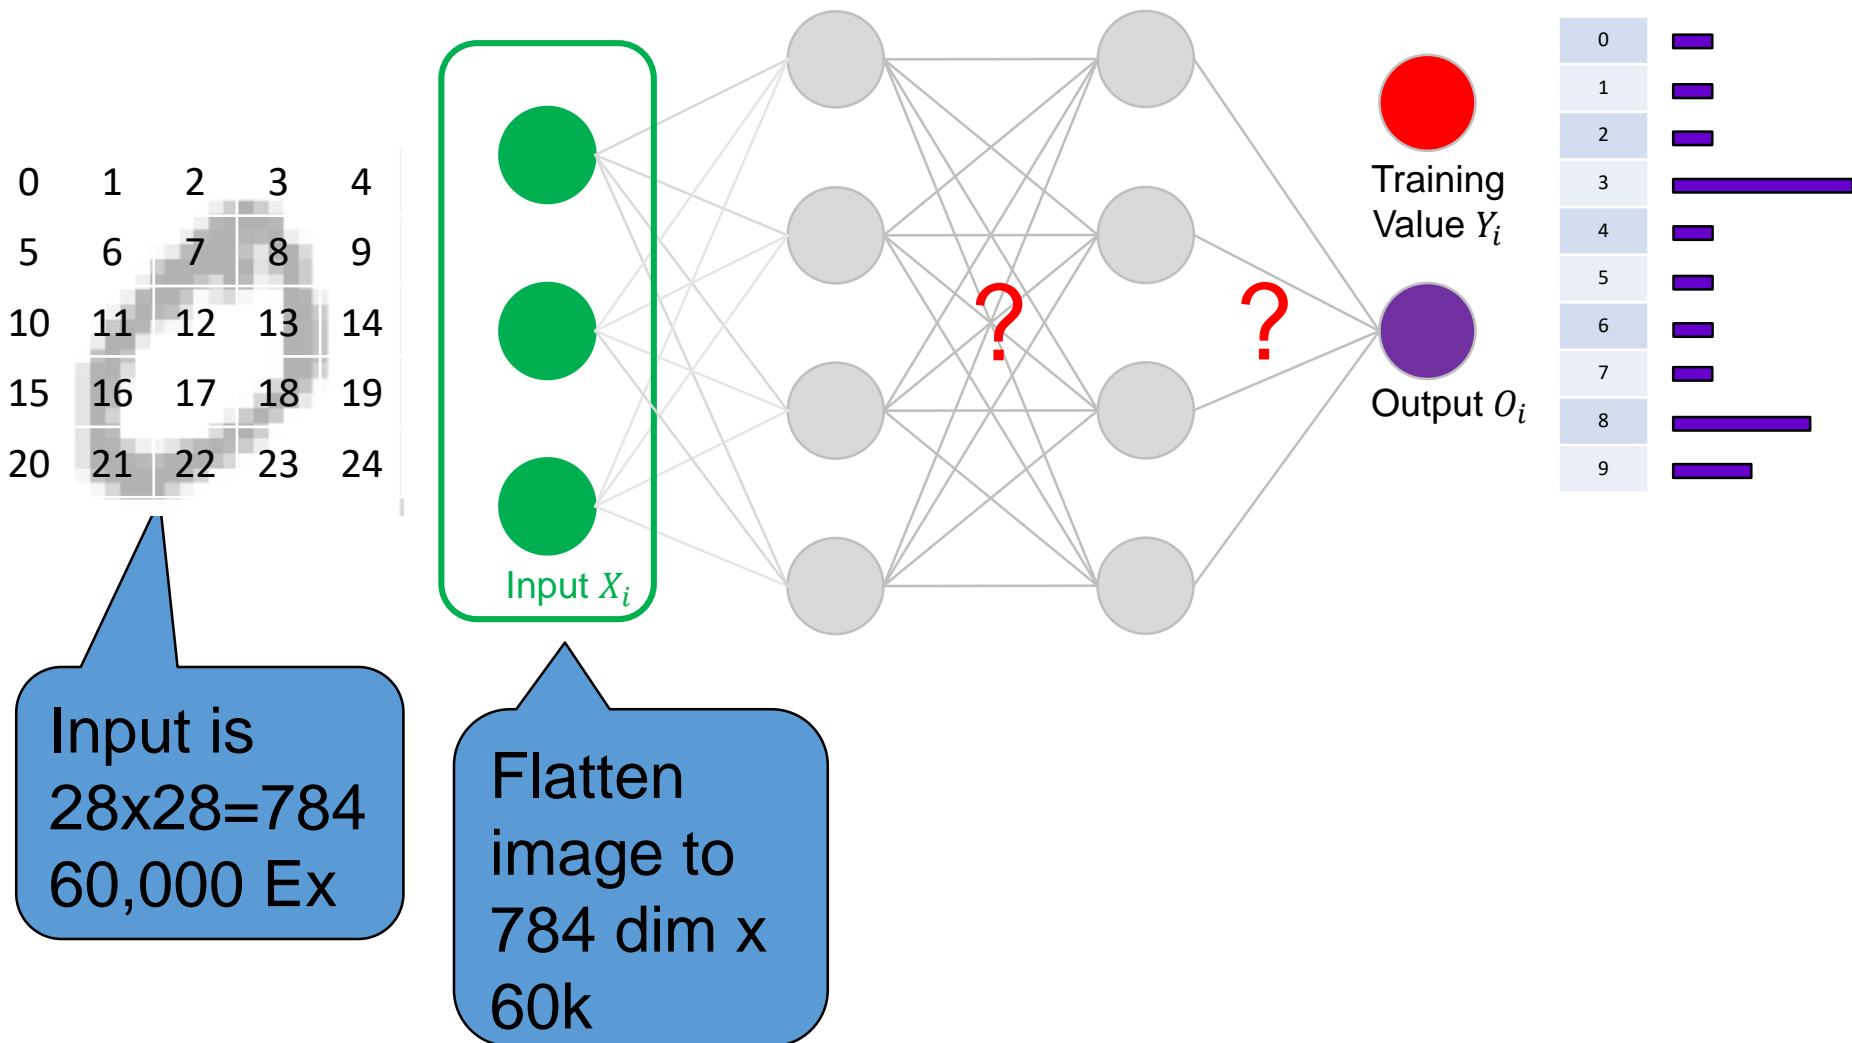 0 1 2 3 4
5 6 7 8 9
10 11 12 13 14
15 16 17 18 19
20 21 22 23 24
Input is
28x28=784
60,000 Ex
Input Xᵢ
Flatten
image to
784 dim x
60k
?
?
Training
Value Yᵢ
Output Oᵢ
0
1
2
3
4
5
6
7
8
9